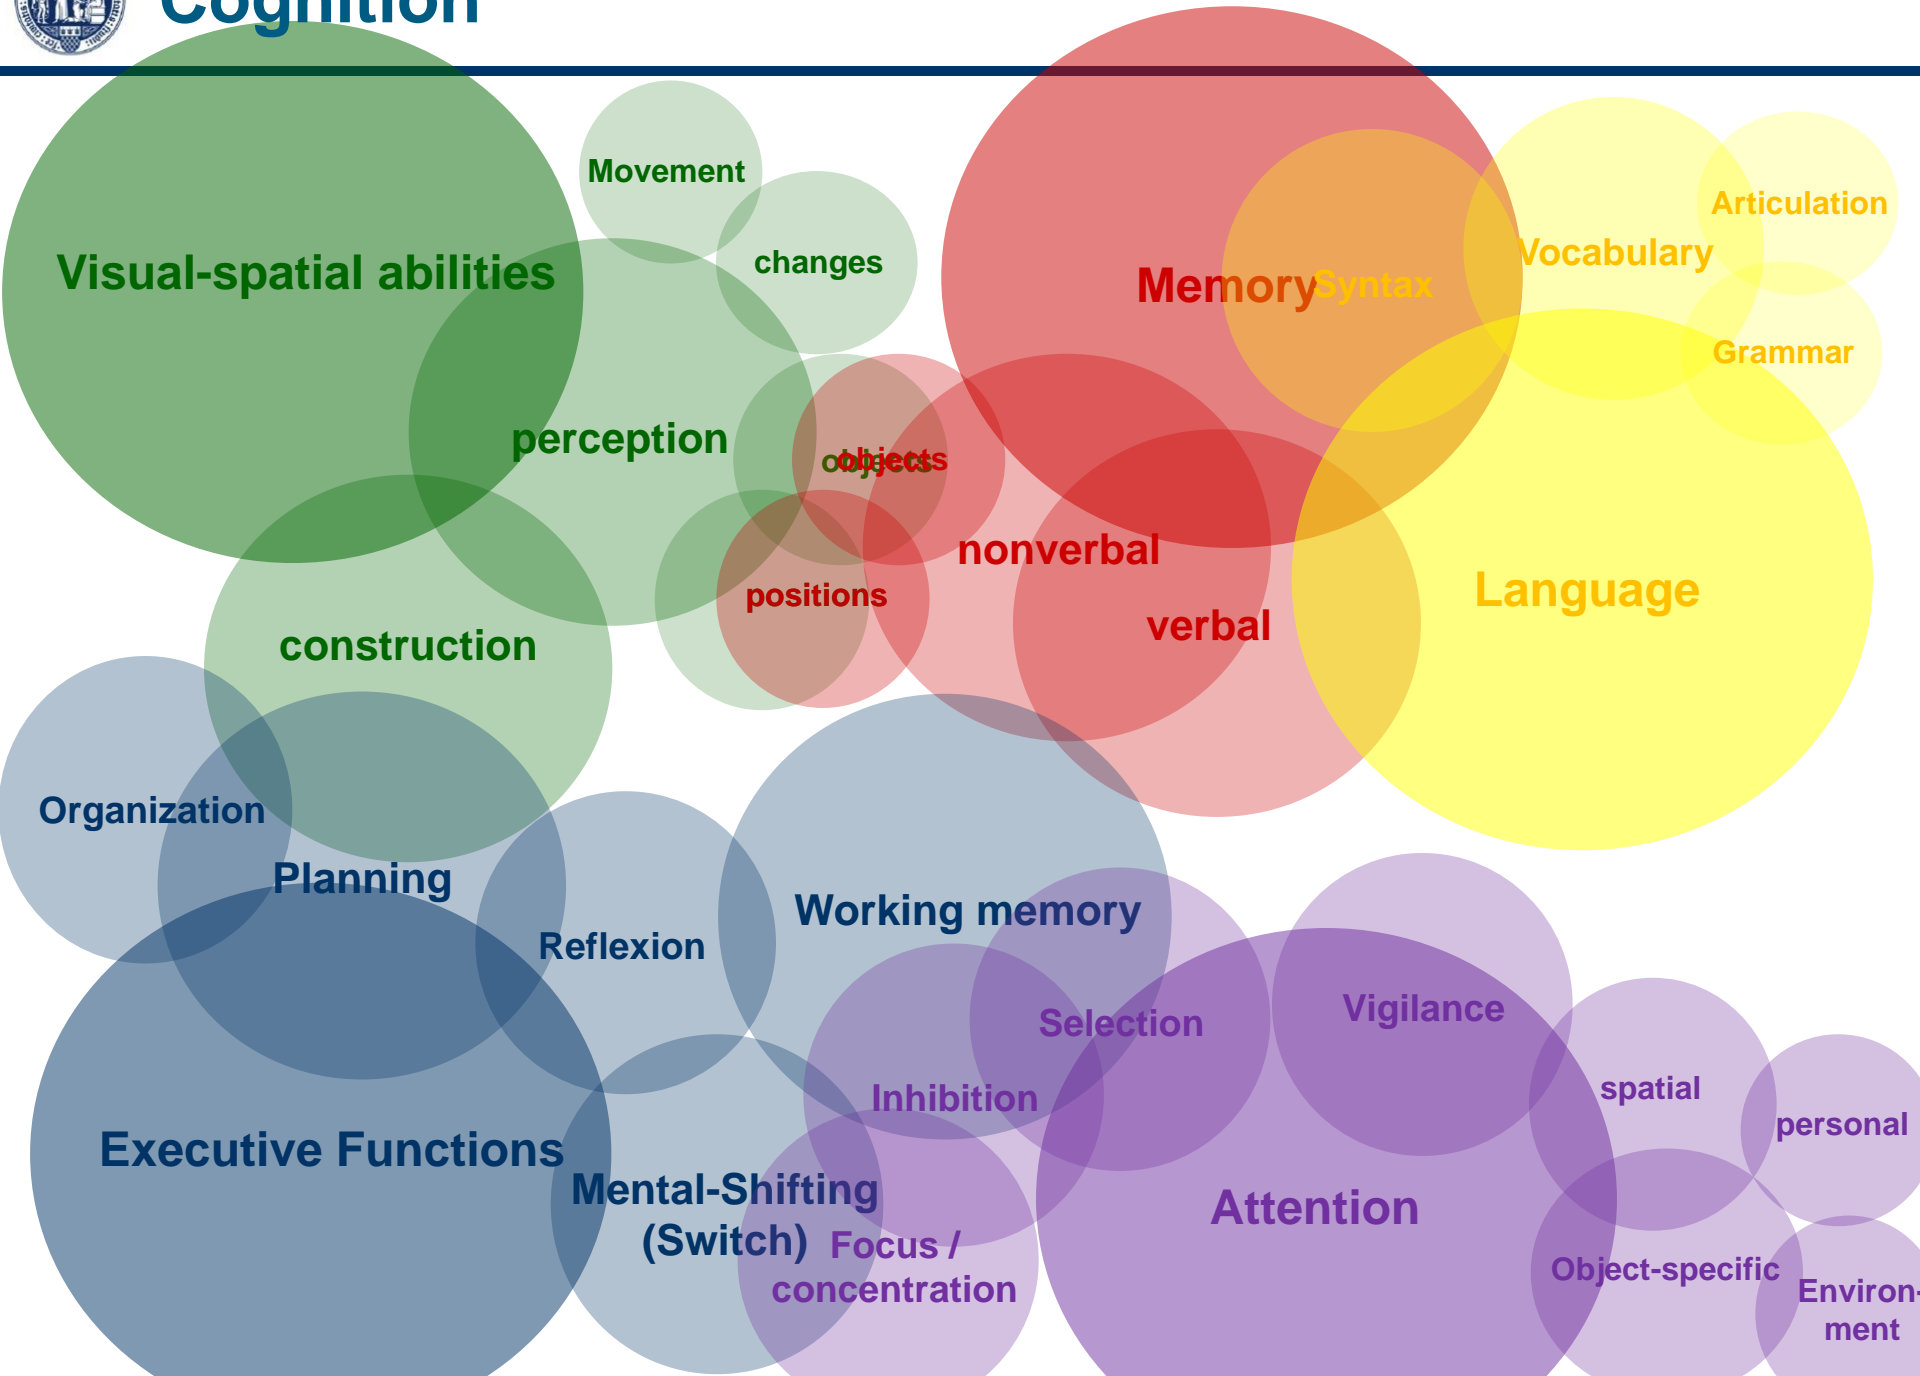 Cognition
Movement
changes
Visual-spatial abilities
perception
objects
objects
positions
construction
Memory
Syntax
Vocabulary
Articulation
Grammar
nonverbal
verbal
Language
Organization
Planning
Reflexion
Working memory
Executive Functions
Mental-Shifting
(Switch)
Selection
Inhibition
Focus /
concentration
Vigilance
Attention
spatial
personal
Object-specific
Environ-
ment